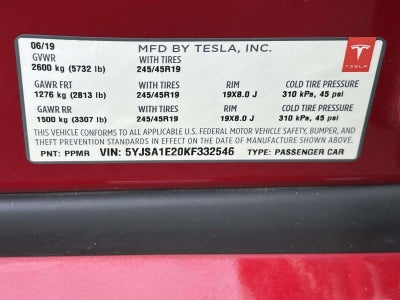 06/19 MFD BY TESLA, INC.
GVWR WITH TIRES
2600 kg (5732 lb) 245/45R19
TESLA
GAWR FRT WITH TIRES RIM COLD TIRE PRESSURE
1276 kg (2813 lb) 245/45R19 19X8.0 J 310 kPa, 45 psi
GAWR RR WITH TIRES RIM COLD TIRE PRESSURE
1500 kg (3307 lb) 245/45R19 19X8.0 J 310 kPa, 45 psi
THIS VEHICLE CONFORMS TO ALL APPLICABLE U.S. FEDERAL MOTOR VEHICLE SAFETY, BUMPER, AND
THEFT PREVENTION STANDARDS IN EFFECT ON THE DATE OF MANUFACTURE SHOWN ABOVE.
PNT: PPMR VIN: 5YJSA1E20KF332546 TYPE: PASSENGER CAR